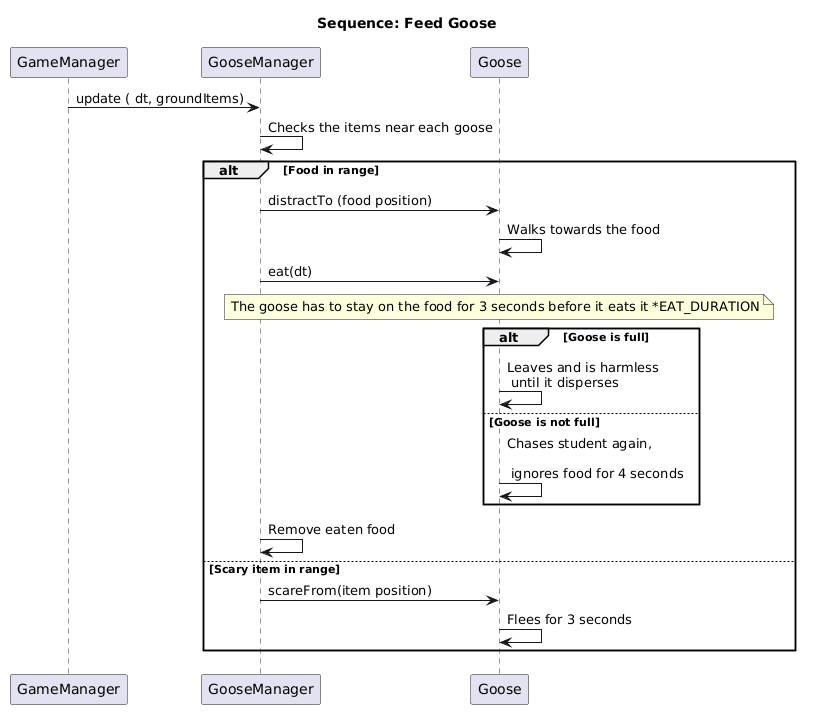 Sequence: Feed Goose
GameManager
GooseManager
Goose
update ( dt, groundItems)
Checks the items near each goose
alt
[Food in range]
distractTo (food position)
Walks towards the food
eat(dt)
The goose has to stay on the food for 3 seconds before it eats it *EAT_DURATION
alt
[Goose is full]
Leaves and is harmless
until it disperses
[Goose is not full]
Chases student again,
ignores food for 4 seconds
Remove eaten food
[Scary item in range]
scareFrom(item position)
Flees for 3 seconds
GameManager
GooseManager
Goose